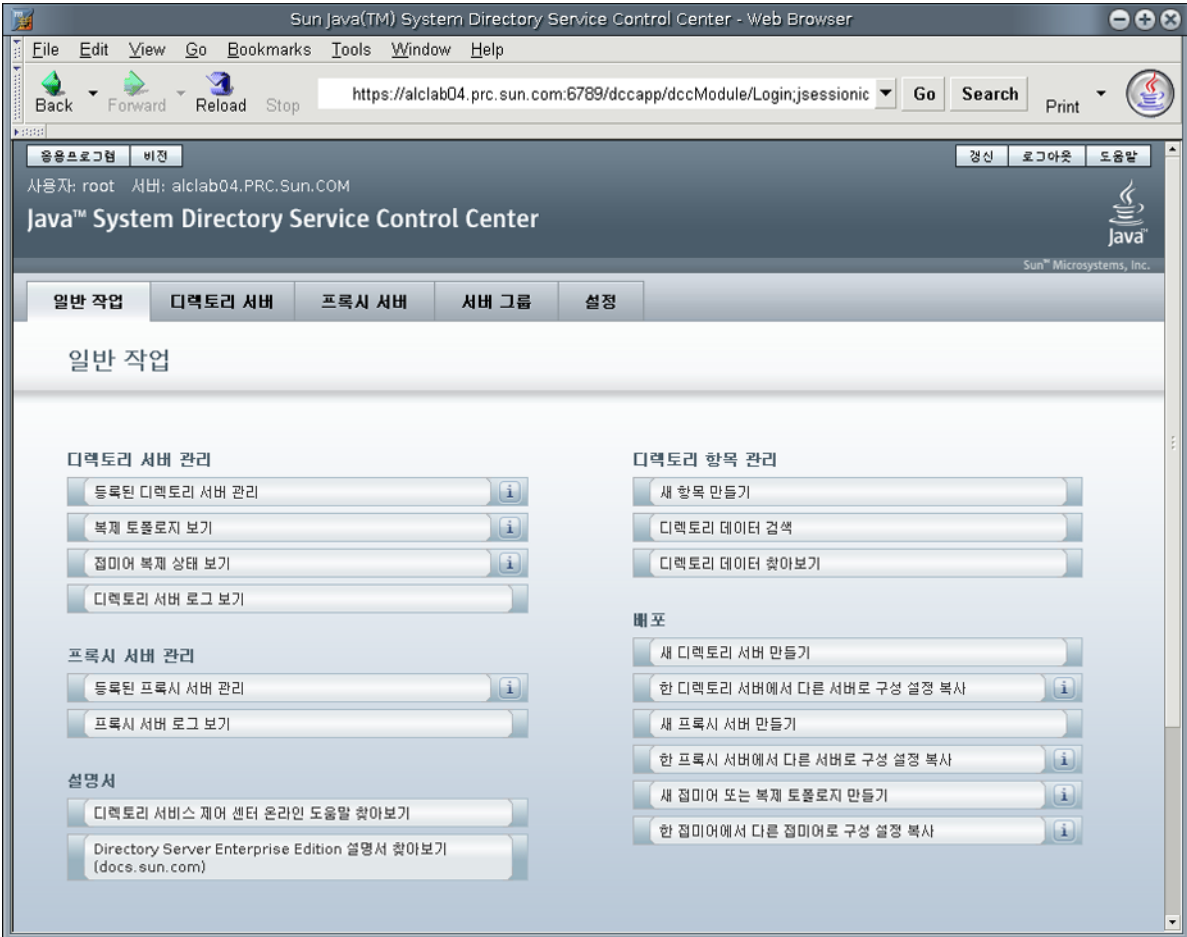 Sun Java(TM) System Directory Service Control Center - Web Browser
File Edit View Go Bookmarks Tools Window Help
Back Forward Reload Stop https://alclab04.prc.sun.com:6789/dccapp/dccModule/Login;jsessionic Go Search Print
응용프로그램 버전 갱신 로그아웃 도움말
사용자: root 서버: alclab04.PRC.Sun.COM
Java™ System Directory Service Control Center
Java™
Sun™ Microsystems, Inc.
일반 작업 디렉토리 서버 프록시 서버 서버 그룹 설정
일반 작업
디렉토리 서버 관리
등록된 디렉토리 서버 관리
복제 토폴로지 보기
접미어 복제 상태 보기
디렉토리 서버 로그 보기
프록시 서버 관리
등록된 프록시 서버 관리
프록시 서버 로그 보기
설명서
디렉토리 서비스 제어 센터 온라인 도움말 찾아보기
Directory Server Enterprise Edition 설명서 찾아보기
(docs.sun.com)
디렉토리 항목 관리
새 항목 만들기
디렉토리 데이터 검색
디렉토리 데이터 찾아보기
배포
새 디렉토리 서버 만들기
한 디렉토리 서버에서 다른 서버로 구성 설정 복사
새 프록시 서버 만들기
한 프록시 서버에서 다른 서버로 구성 설정 복사
새 접미어 또는 복제 토폴로지 만들기
한 접미어에서 다른 접미어로 구성 설정 복사